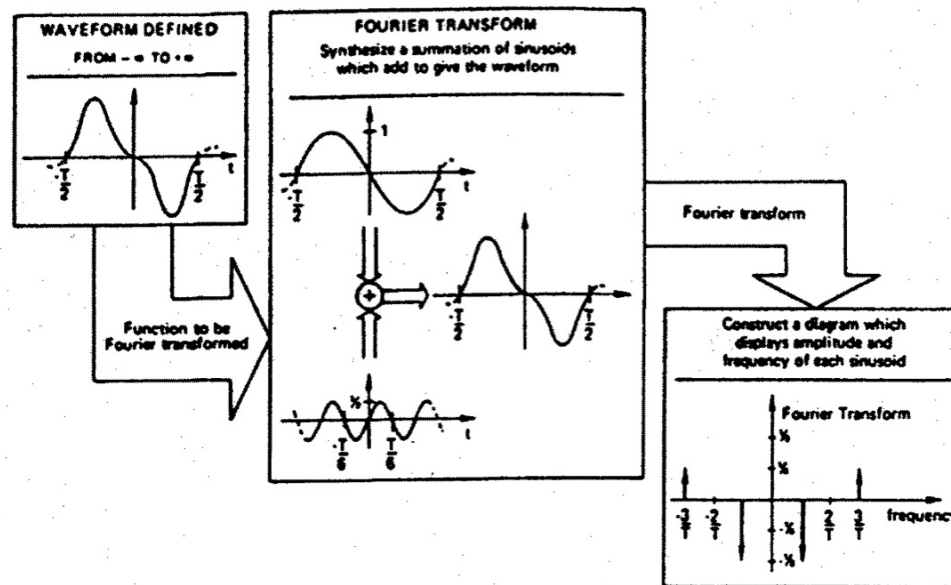 WAVEFORM DEFINED
FROM - ∞ TO + ∞
t
-T/2
T/2
Function to be
Fourier transformed
FOURIER TRANSFORM
Synthesize a summation of sinusoids
which add to give the waveform
1
t
-T/2
T/2
-T/2
T/2
t
-T/6
T/6
Fourier transform
Construct a diagram which
displays amplitude and
frequency of each sinusoid
Fourier Transform
-3/T
-2/T
2/T
3/T
frequency